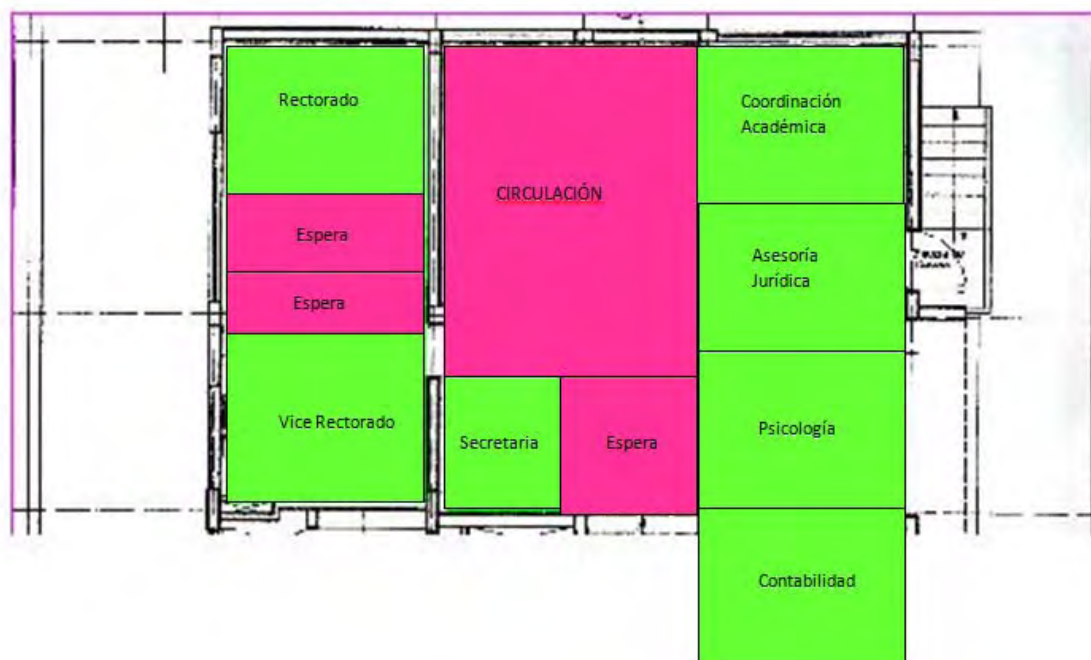 Rectorado
Espera
Espera
Vice Rectorado
CIRCULACIÓN
Secretaria
Espera
Coordinación
Académica
Asesoría
Jurídica
Psicología
Contabilidad